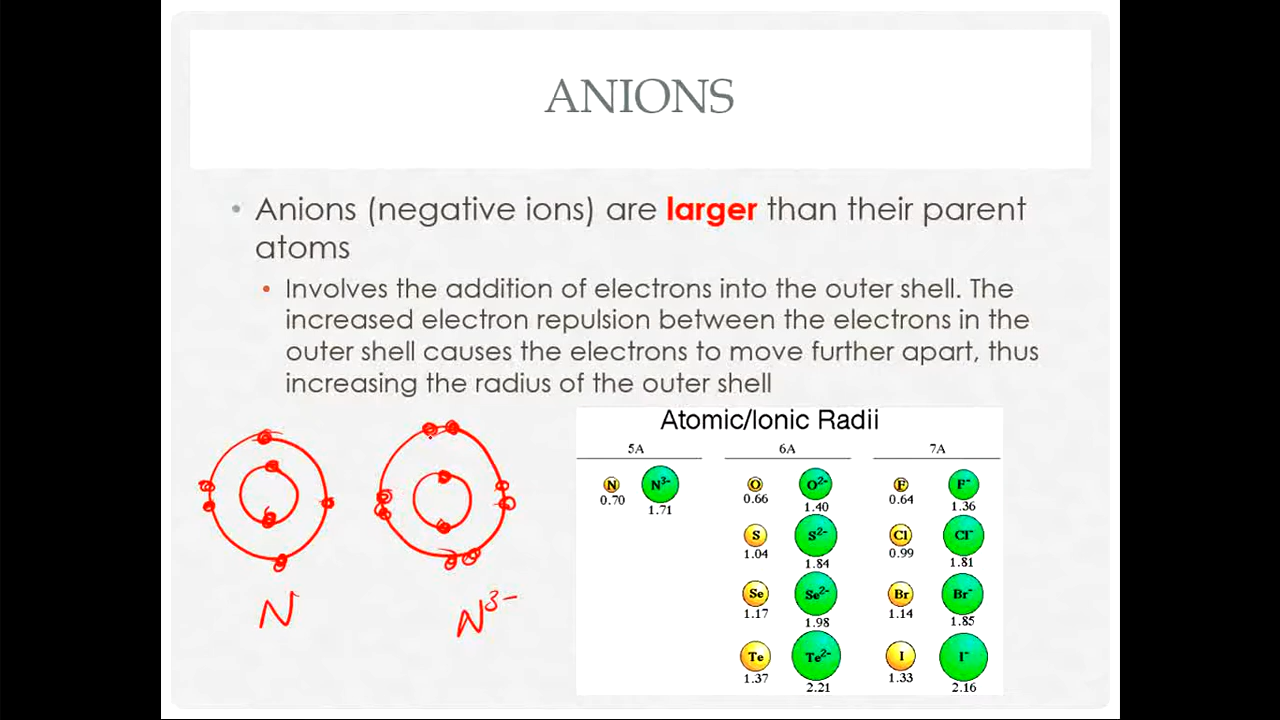 ANIONS
• Anions (negative ions) are larger than their parent
atoms
• Involves the addition of electrons into the outer shell. The
increased electron repulsion between the electrons in the
outer shell causes the electrons to move further apart, thus
increasing the radius of the outer shell
N
N³⁻
Atomic/Ionic Radii
5A 6A 7A
N N³⁻ O O²⁻ F F⁻
0.70 1.71 0.66 1.40 0.64 1.36
S S²⁻ Cl Cl⁻
1.04 1.84 0.99 1.81
Se Se²⁻ Br Br⁻
1.17 1.98 1.14 1.85
Te Te²⁻ I I⁻
1.37 2.21 1.33 2.16